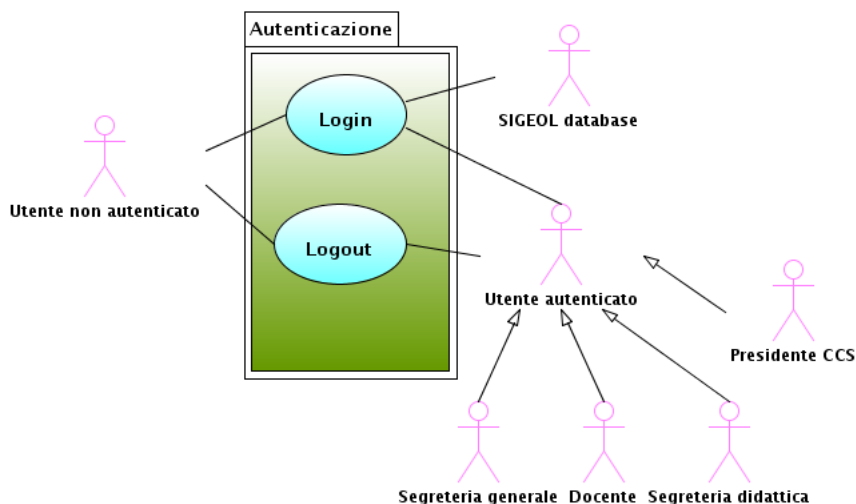 Autenticazione
Login
SIGEOL database
Utente non autenticato
Logout
Utente autenticato
Presidente CCS
Segreteria generale
Docente
Segreteria didattica